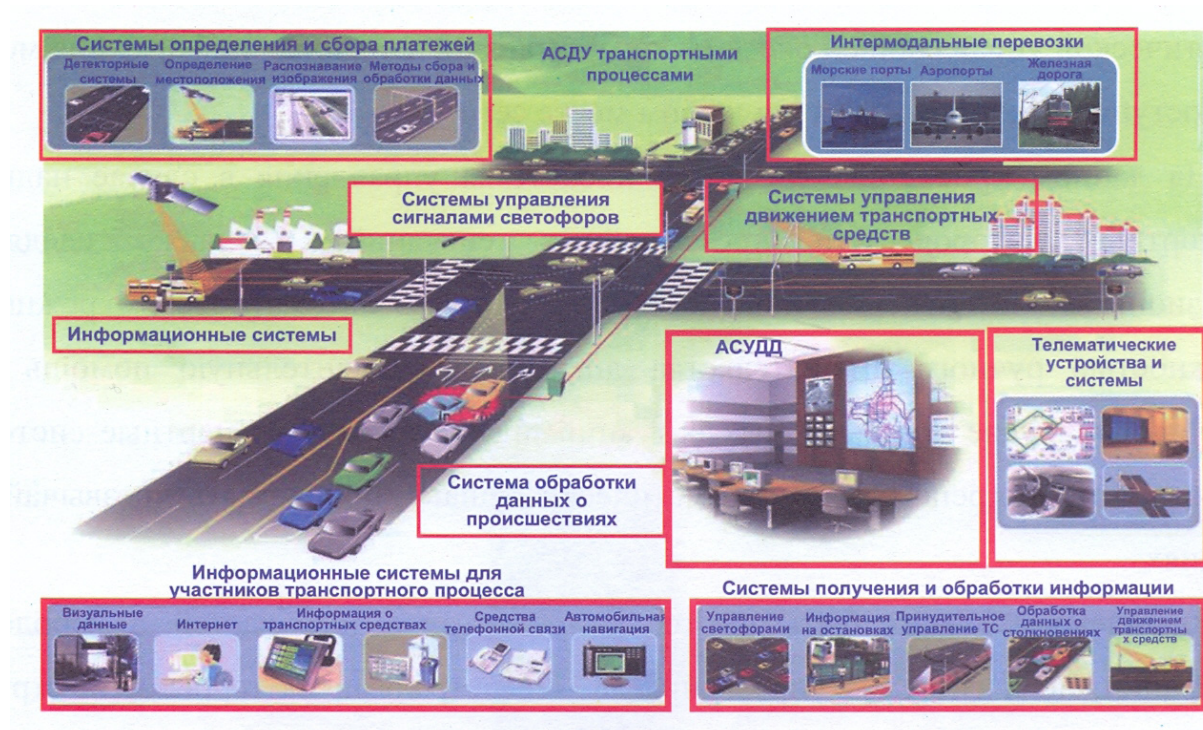 Системы определения и сбора платежей
Детекторные
системы
Определение
местоположения
Распознавание
изображения
Методы сбора и
обработки данных
АСДУ транспортными
процессами
Интермодальные перевозки
Морские порты
Аэропорты
Железная
дорога
Системы управления
сигналами светофоров
Системы управления
движением транспортных
средств
Информационные системы
АСУДД
Телематические
устройства и
системы
Система обработки
данных о
происшествиях
Информационные системы для
участников транспортного процесса
Визуальные
данные
Интернет
Информация о
транспортных средствах
Средства
телефонной связи
Автомобильная
навигация
Системы получения и обработки информации
Управление
светофорами
Информация
на остановках
Принудительное
управление ТС
Обработка
данных о
столкновениях
Управление
движением
транспортны
х средств